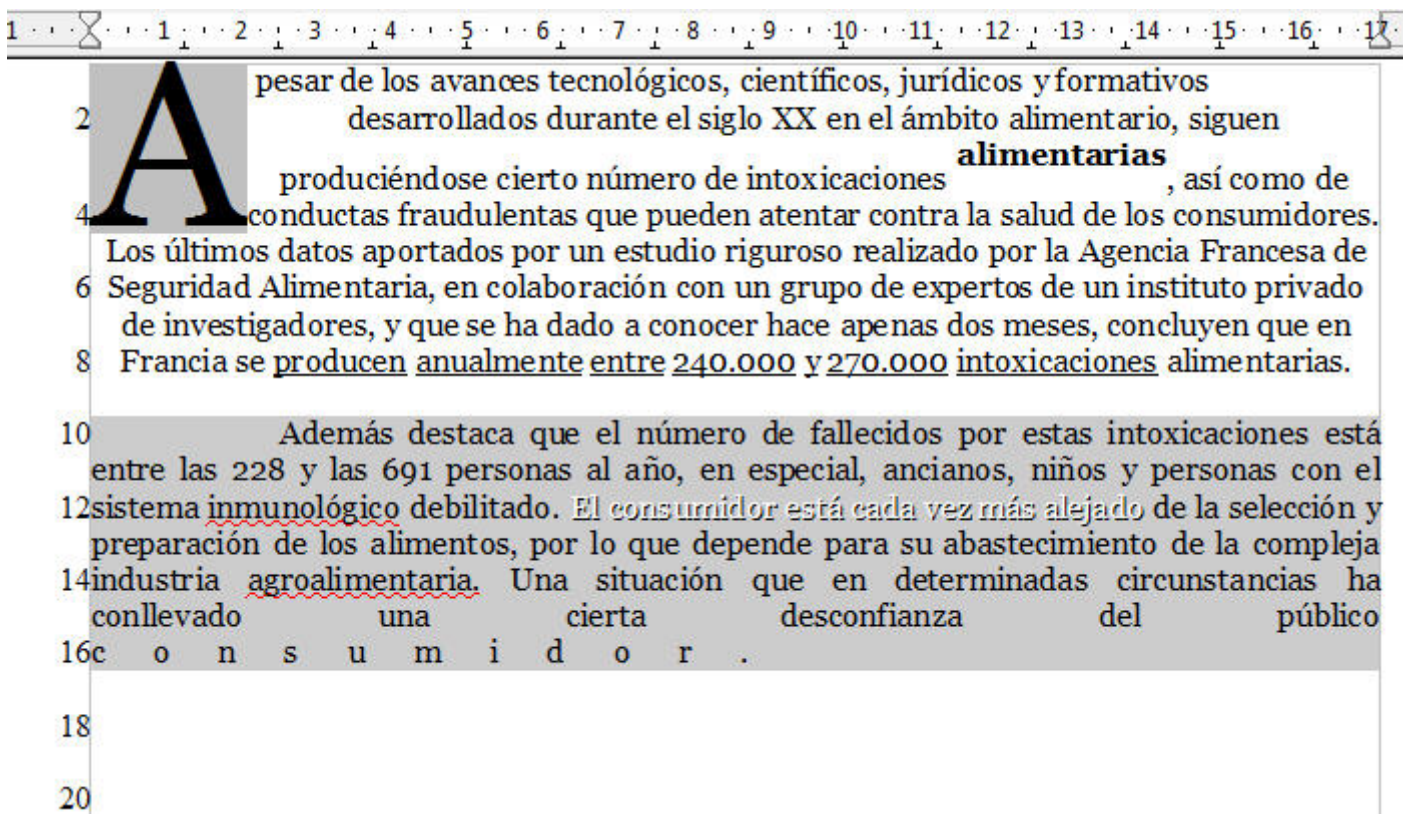 1 1 2 3 4 5 6 7 8 9 10 11 12 13 14 15 16 17
A pesar de los avances tecnológicos, científicos, jurídicos y formativos
2 desarrollados durante el siglo XX en el ámbito alimentario, siguen
produciéndose cierto número de intoxicaciones alimentarias, así como de
4 conductas fraudulentas que pueden atentar contra la salud de los consumidores.
Los últimos datos aportados por un estudio riguroso realizado por la Agencia Francesa de
6 Seguridad Alimentaria, en colaboración con un grupo de expertos de un instituto privado
de investigadores, y que se ha dado a conocer hace apenas dos meses, concluyen que en
8 Francia se producen anualmente entre 240.000 y 270.000 intoxicaciones alimentarias.
10 Además destaca que el número de fallecidos por estas intoxicaciones está
entre las 228 y las 691 personas al año, en especial, ancianos, niños y personas con el
12 sistema inmunológico debilitado. El consumidor está cada vez más alejado de la selección y
preparación de los alimentos, por lo que depende para su abastecimiento de la compleja
14 industria agroalimentaria. Una situación que en determinadas circunstancias ha
conllevado una cierta desconfianza del público
16 c o n s u m i d o r .
18
20